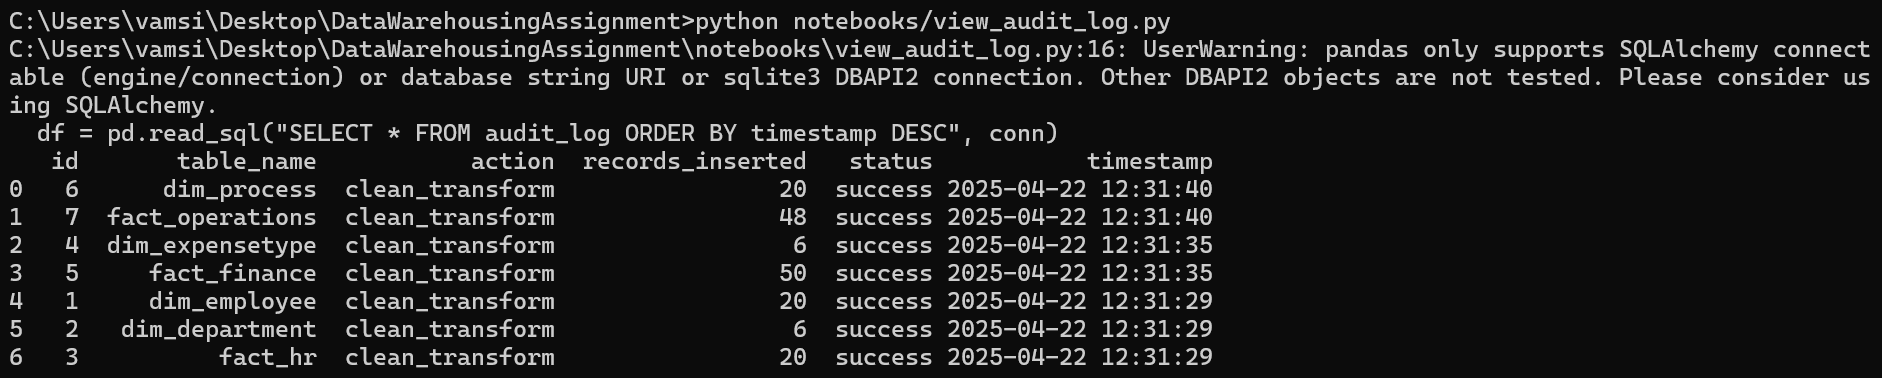 C:\Users\vamsi\Desktop\DataWarehousingAssignment>python notebooks/view_audit_log.py
C:\Users\vamsi\Desktop\DataWarehousingAssignment\notebooks\view_audit_log.py:16: UserWarning: pandas only supports SQLAlchemy connect
able (engine/connection) or database string URI or sqlite3 DBAPI2 connection. Other DBAPI2 objects are not tested. Please consider us
ing SQLAlchemy.
  df = pd.read_sql("SELECT * FROM audit_log ORDER BY timestamp DESC", conn)
   id       table_name           action  records_inserted   status           timestamp
0   6      dim_process  clean_transform                20  success 2025-04-22 12:31:40
1   7  fact_operations  clean_transform                48  success 2025-04-22 12:31:40
2   4  dim_expensetype  clean_transform                 6  success 2025-04-22 12:31:35
3   5     fact_finance  clean_transform                50  success 2025-04-22 12:31:35
4   1     dim_employee  clean_transform                20  success 2025-04-22 12:31:29
5   2   dim_department  clean_transform                 6  success 2025-04-22 12:31:29
6   3          fact_hr  clean_transform                20  success 2025-04-22 12:31:29